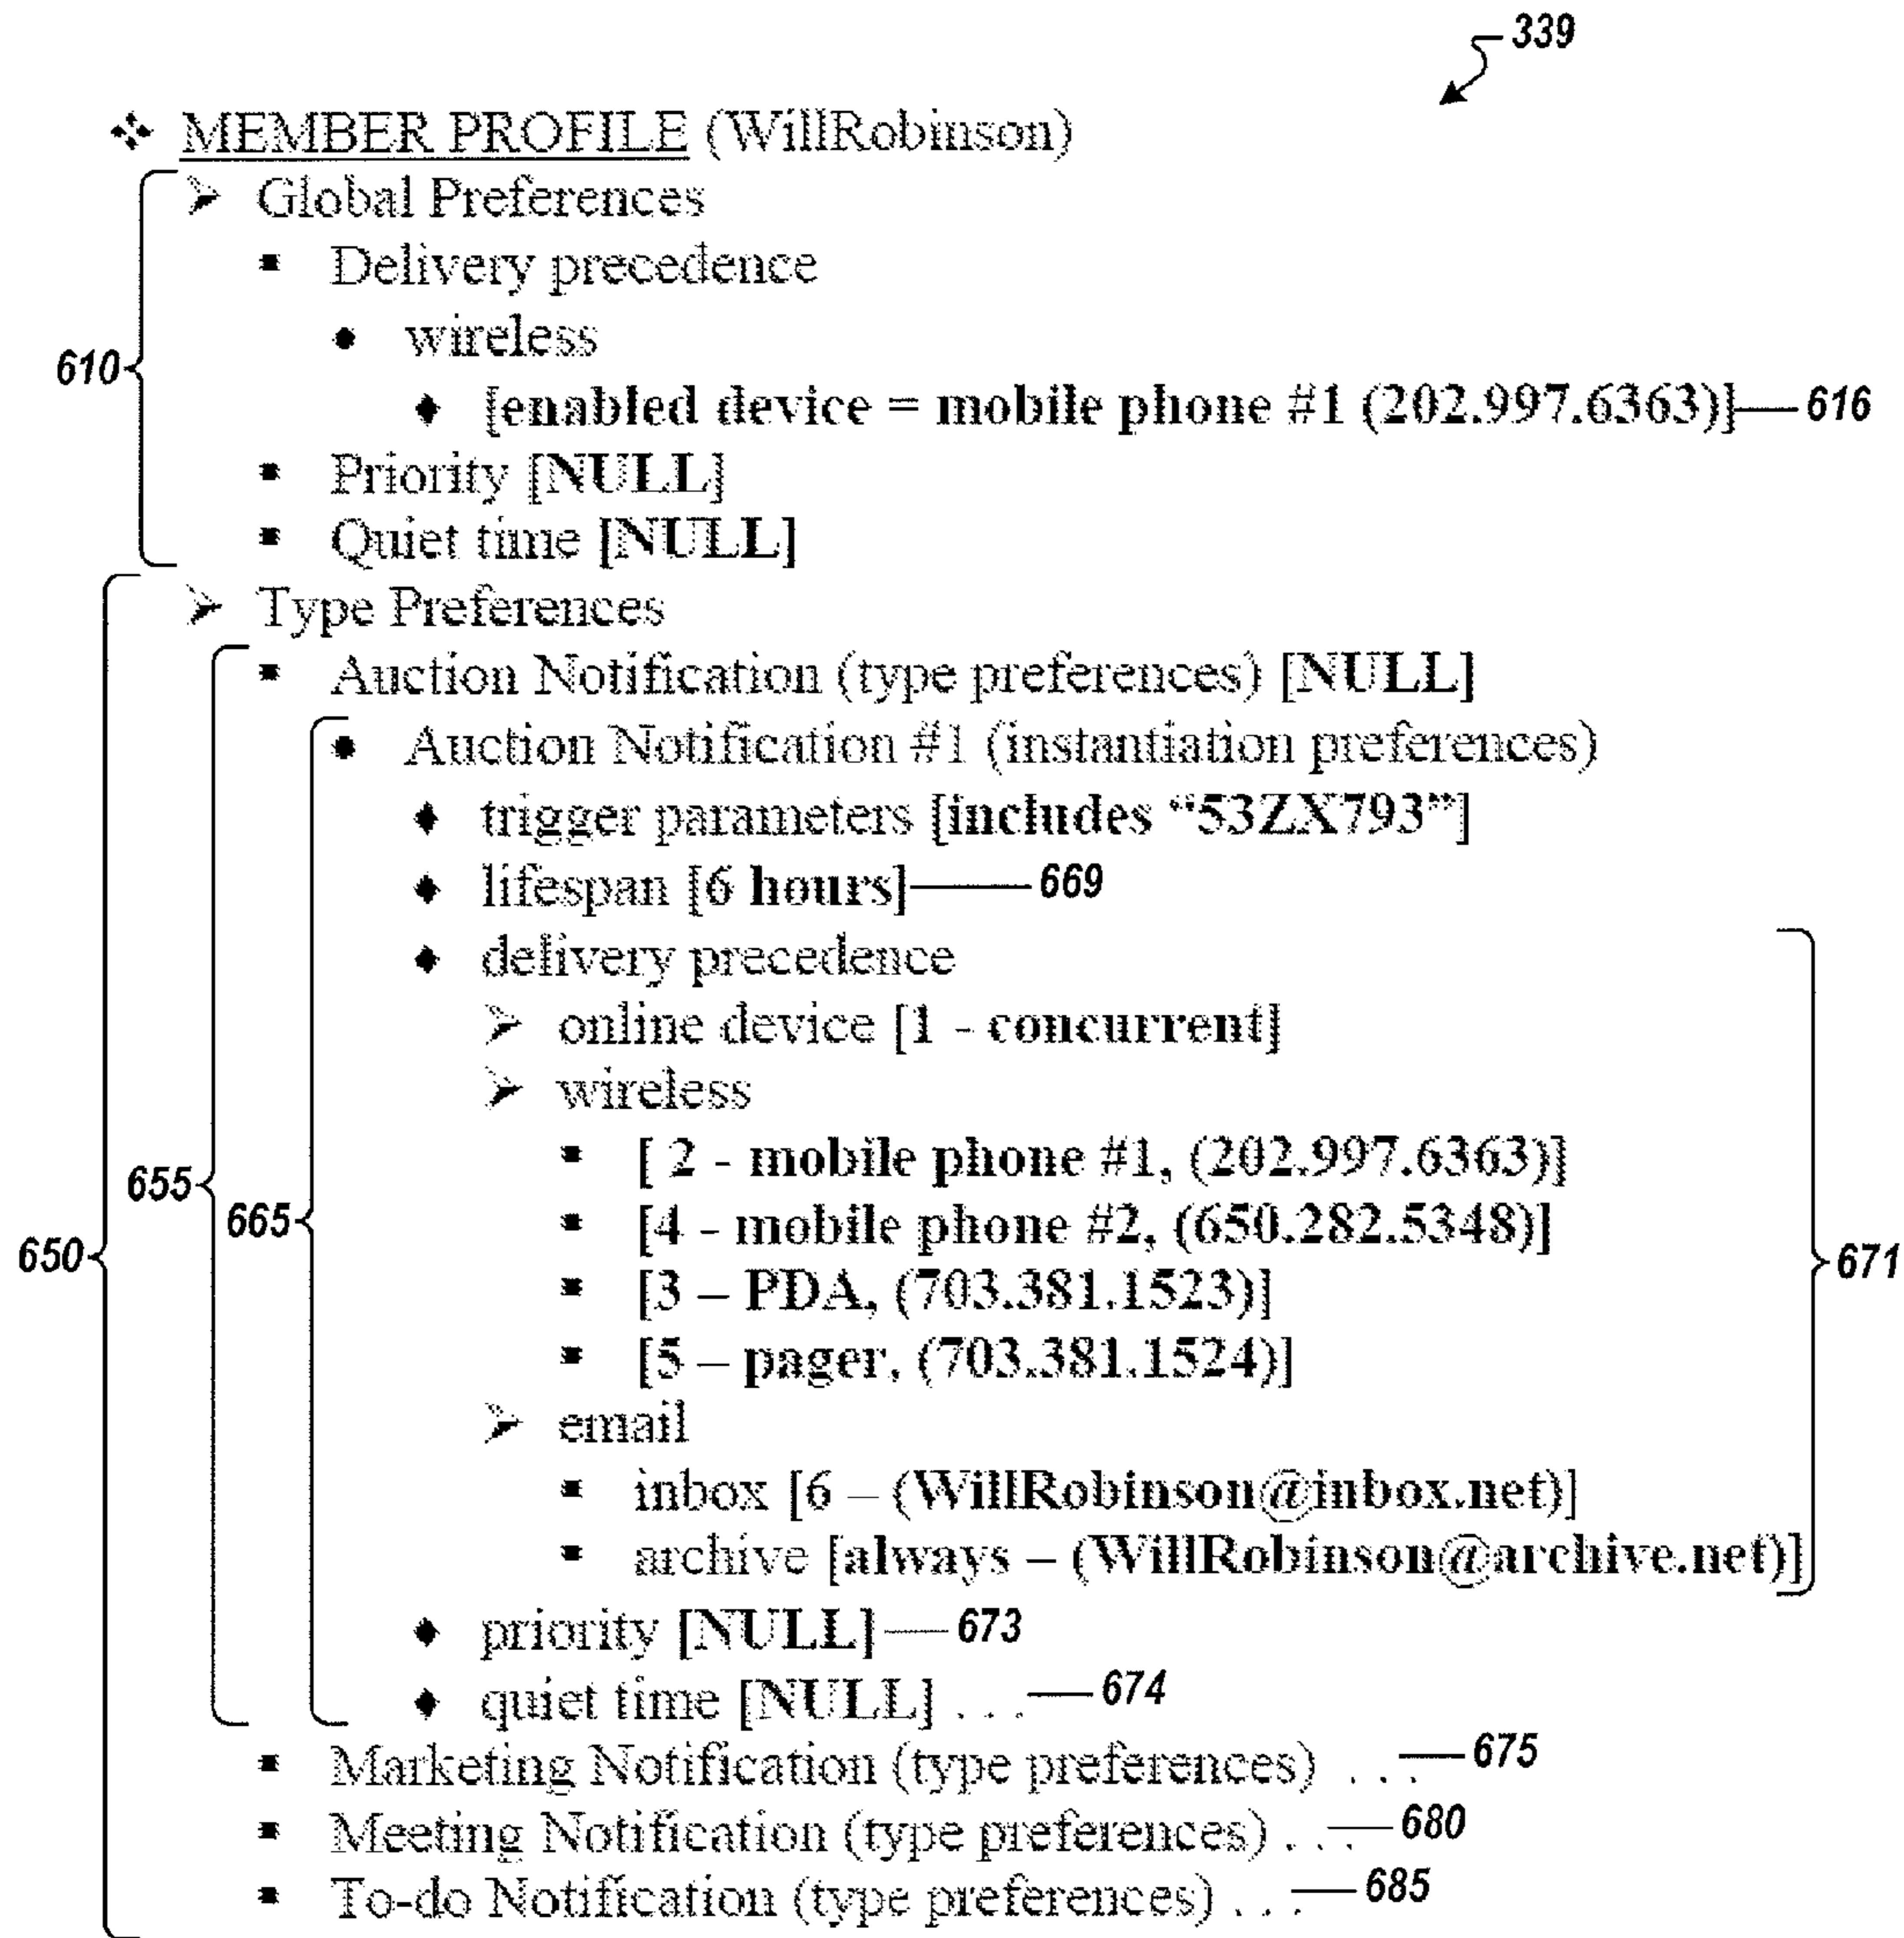 339
❖ MEMBER PROFILE (WillRobinson)
➢ Global Preferences
▪ Delivery precedence
• wireless
610
♦ [enabled device = mobile phone #1 (202.997.6363)] 616
▪ Priority [NULL]
▪ Quiet time [NULL]
➢ Type Preferences
▪ Auction Notification (type preferences) [NULL]
• Auction Notification #1 (instantiation preferences)
♦ trigger parameters [includes “53ZX793”]
♦ lifespan [6 hours] 669
♦ delivery precedence
➢ online device [1 - concurrent]
➢ wireless
▪ [ 2 - mobile phone #1, (202.997.6363)]
655
665
▪ [4 - mobile phone #2, (650.282.5348)]
650
671
▪ [3 – PDA, (703.381.1523)]
▪ [5 – pager, (703.381.1524)]
➢ email
▪ inbox [6 – (WillRobinson@inbox.net)]
▪ archive [always – (WillRobinson@archive.net)]
♦ priority [NULL] 673
♦ quiet time [NULL] . . . 674
▪ Marketing Notification (type preferences) . . . 675
▪ Meeting Notification (type preferences) . . . 680
▪ To-do Notification (type preferences) . . . 685